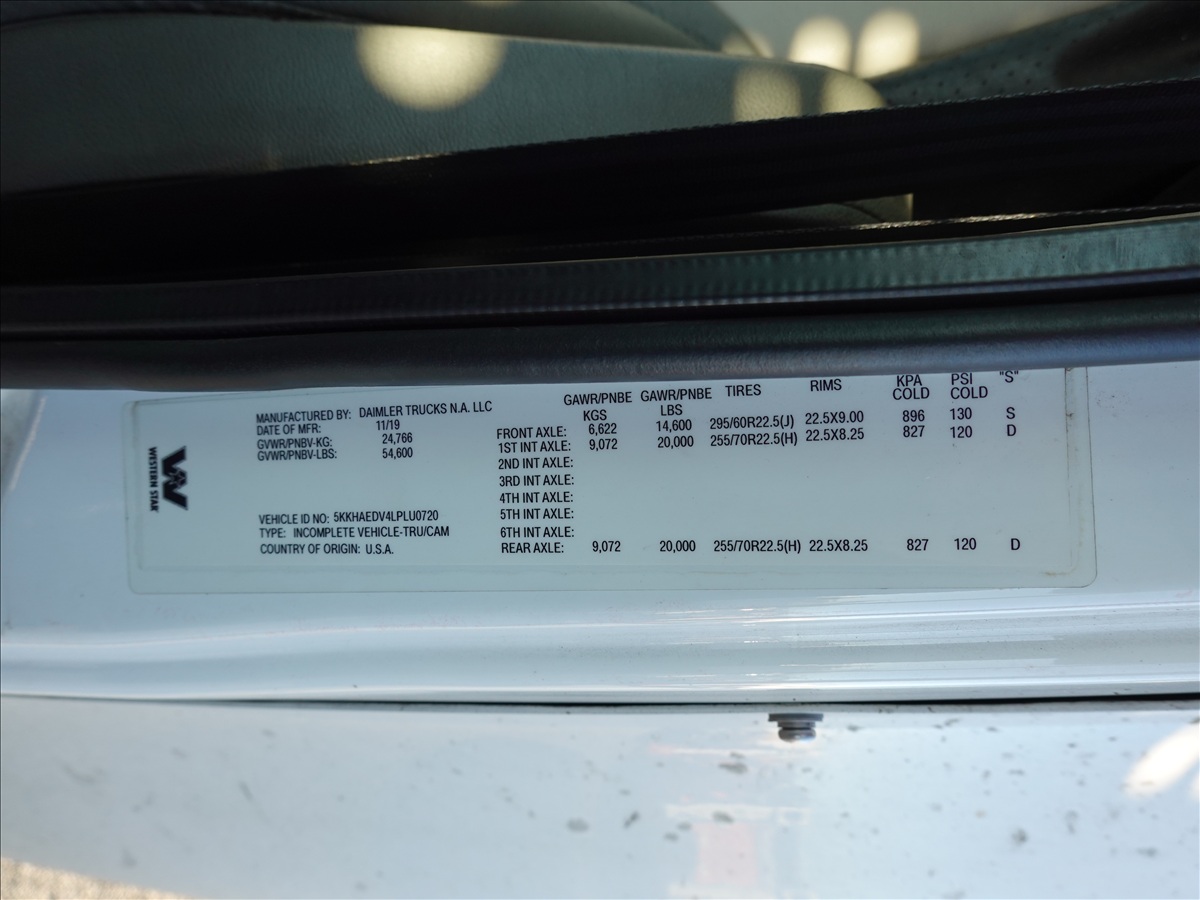 WESTERN STAR
MANUFACTURED BY: DAIMLER TRUCKS N.A. LLC
DATE OF MFR: 11/19
GVWR/PNBV-KG: 24,766
GVWR/PNBV-LBS: 54,600
VEHICLE ID NO: 5KKHAEDV4LPLU0720
TYPE: INCOMPLETE VEHICLE-TRU/CAM
COUNTRY OF ORIGIN: U.S.A.
GAWR/PNBE GAWR/PNBE TIRES RIMS KPA PSI "S"
KGS LBS COLD COLD
FRONT AXLE: 6,622 14,600 295/60R22.5(J) 22.5X9.00 896 130 S
1ST INT AXLE: 9,072 20,000 255/70R22.5(H) 22.5X8.25 827 120 D
2ND INT AXLE:
3RD INT AXLE:
4TH INT AXLE:
5TH INT AXLE:
6TH INT AXLE:
REAR AXLE: 9,072 20,000 255/70R22.5(H) 22.5X8.25 827 120 D